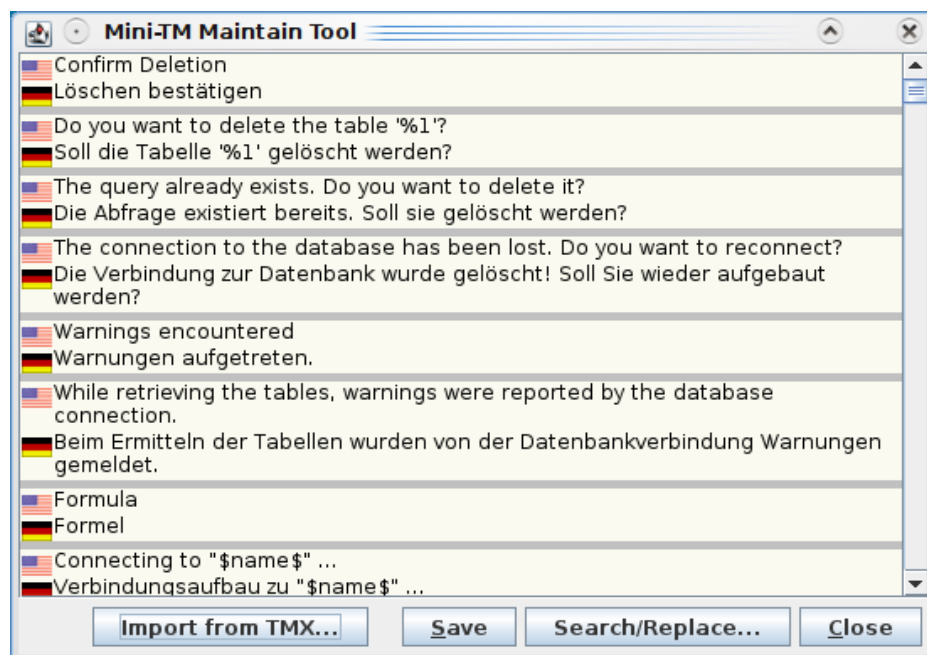 Mini-TM Maintain Tool
Confirm Deletion
Löschen bestätigen
Do you want to delete the table '%1'?
Soll die Tabelle '%1' gelöscht werden?
The query already exists. Do you want to delete it?
Die Abfrage existiert bereits. Soll sie gelöscht werden?
The connection to the database has been lost. Do you want to reconnect?
Die Verbindung zur Datenbank wurde gelöscht! Soll Sie wieder aufgebaut
werden?
Warnings encountered
Warnungen aufgetreten.
While retrieving the tables, warnings were reported by the database
connection.
Beim Ermitteln der Tabellen wurden von der Datenbankverbindung Warnungen
gemeldet.
Formula
Formel
Connecting to "$name$" ...
Verbindungsaufbau zu "$name$" ...
Import from TMX... Save Search/Replace... Close